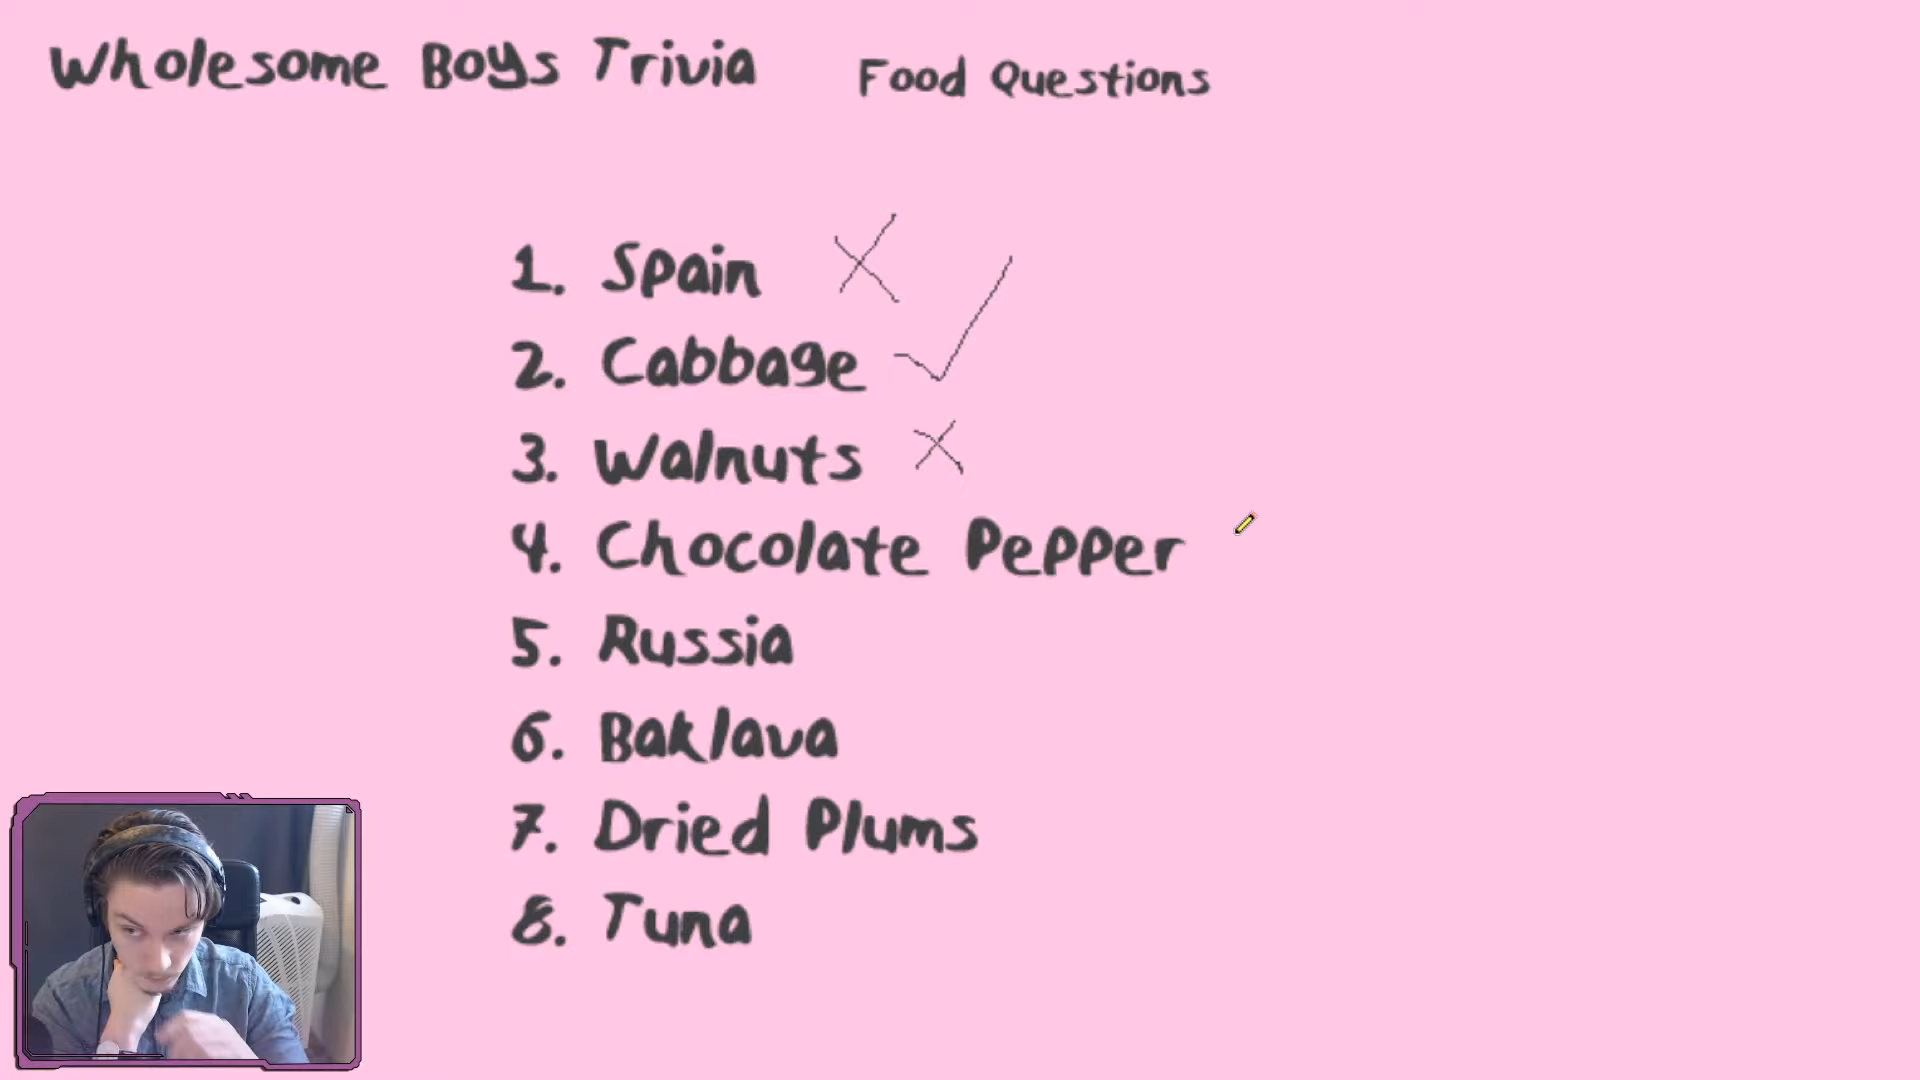 Wholesome Boys Trivia Food Questions
1. Spain
2. Cabbage
3. Walnuts
4. Chocolate Pepper
5. Russia
6. Baklava
7. Dried Plums
8. Tuna